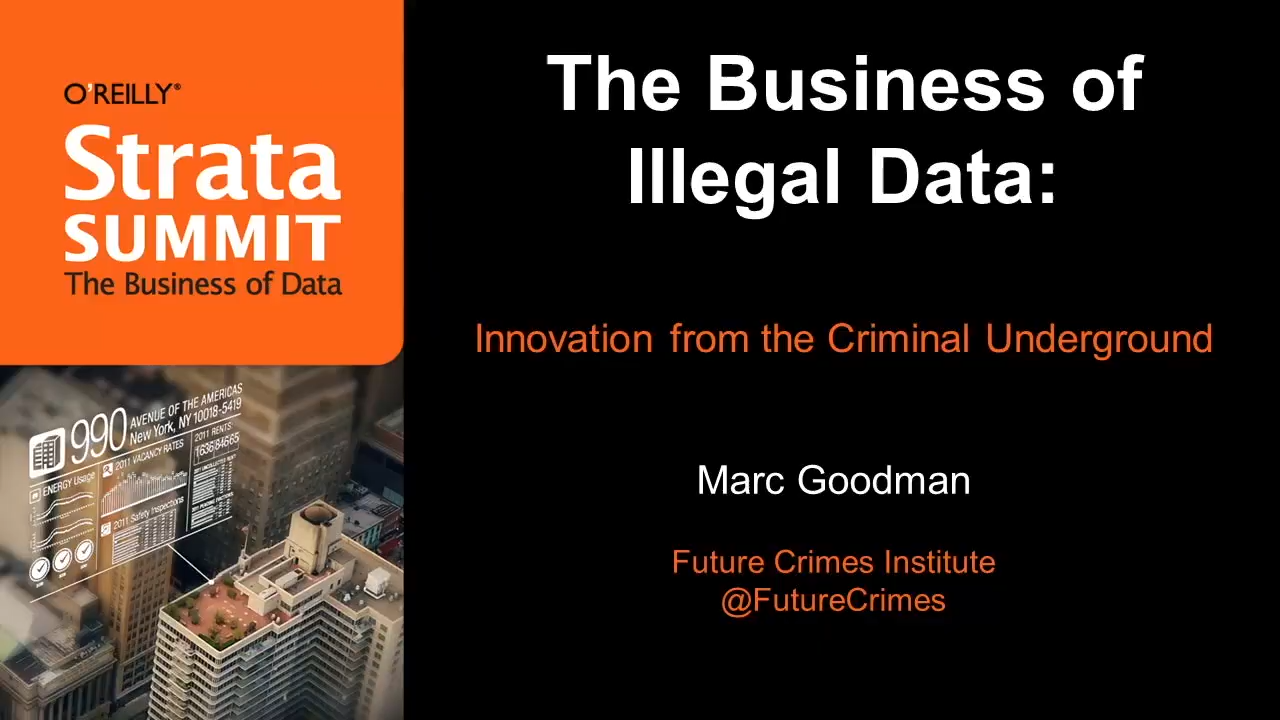 O'REILLY®
Strata
SUMMIT
The Business of Data
The Business of
Illegal Data:
Innovation from the Criminal Underground
Marc Goodman
Future Crimes Institute
@FutureCrimes
990 AVENUE OF THE AMERICAS
New York, NY 10018-5419
ENERGY Usage
2011 VACANCY RATES
2011 Safety Inspections
2011 RENTS: